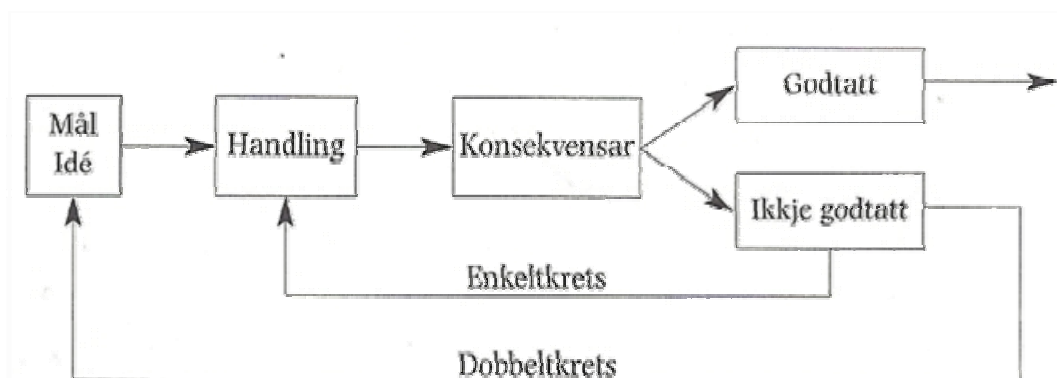 Mål
Idé
Handling
Konsekvensar
Godtatt
Ikkje godtatt
Enkeltkrets
Dobbeltkrets